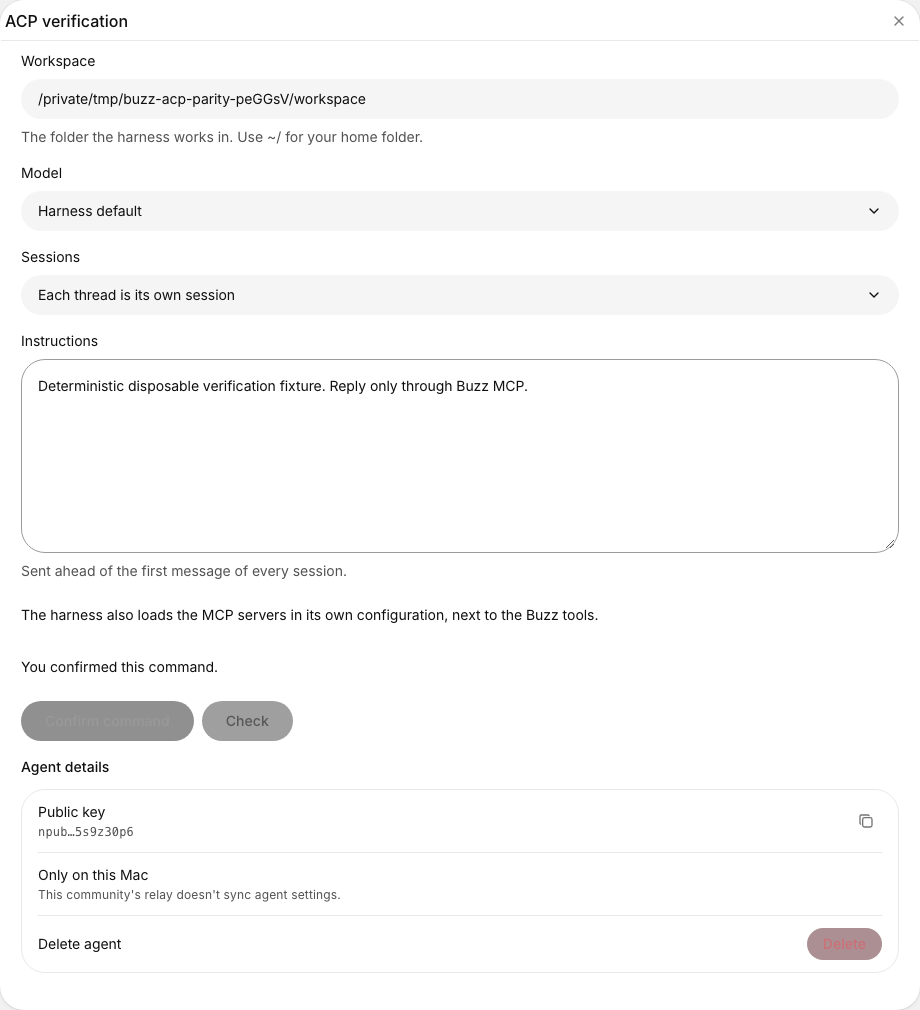 ACP verification
Workspace
/private/tmp/buzz-acp-parity-peGGsV/workspace
The folder the harness works in. Use ~/ for your home folder.
Model
Harness default
Sessions
Each thread is its own session
Instructions
Deterministic disposable verification fixture. Reply only through Buzz MCP.
Sent ahead of the first message of every session.
The harness also loads the MCP servers in its own configuration, next to the Buzz tools.
You confirmed this command.
Confirm command
Check
Agent details
Public key
npub…5s9z30p6
Only on this Mac
This community's relay doesn't sync agent settings.
Delete agent
Delete